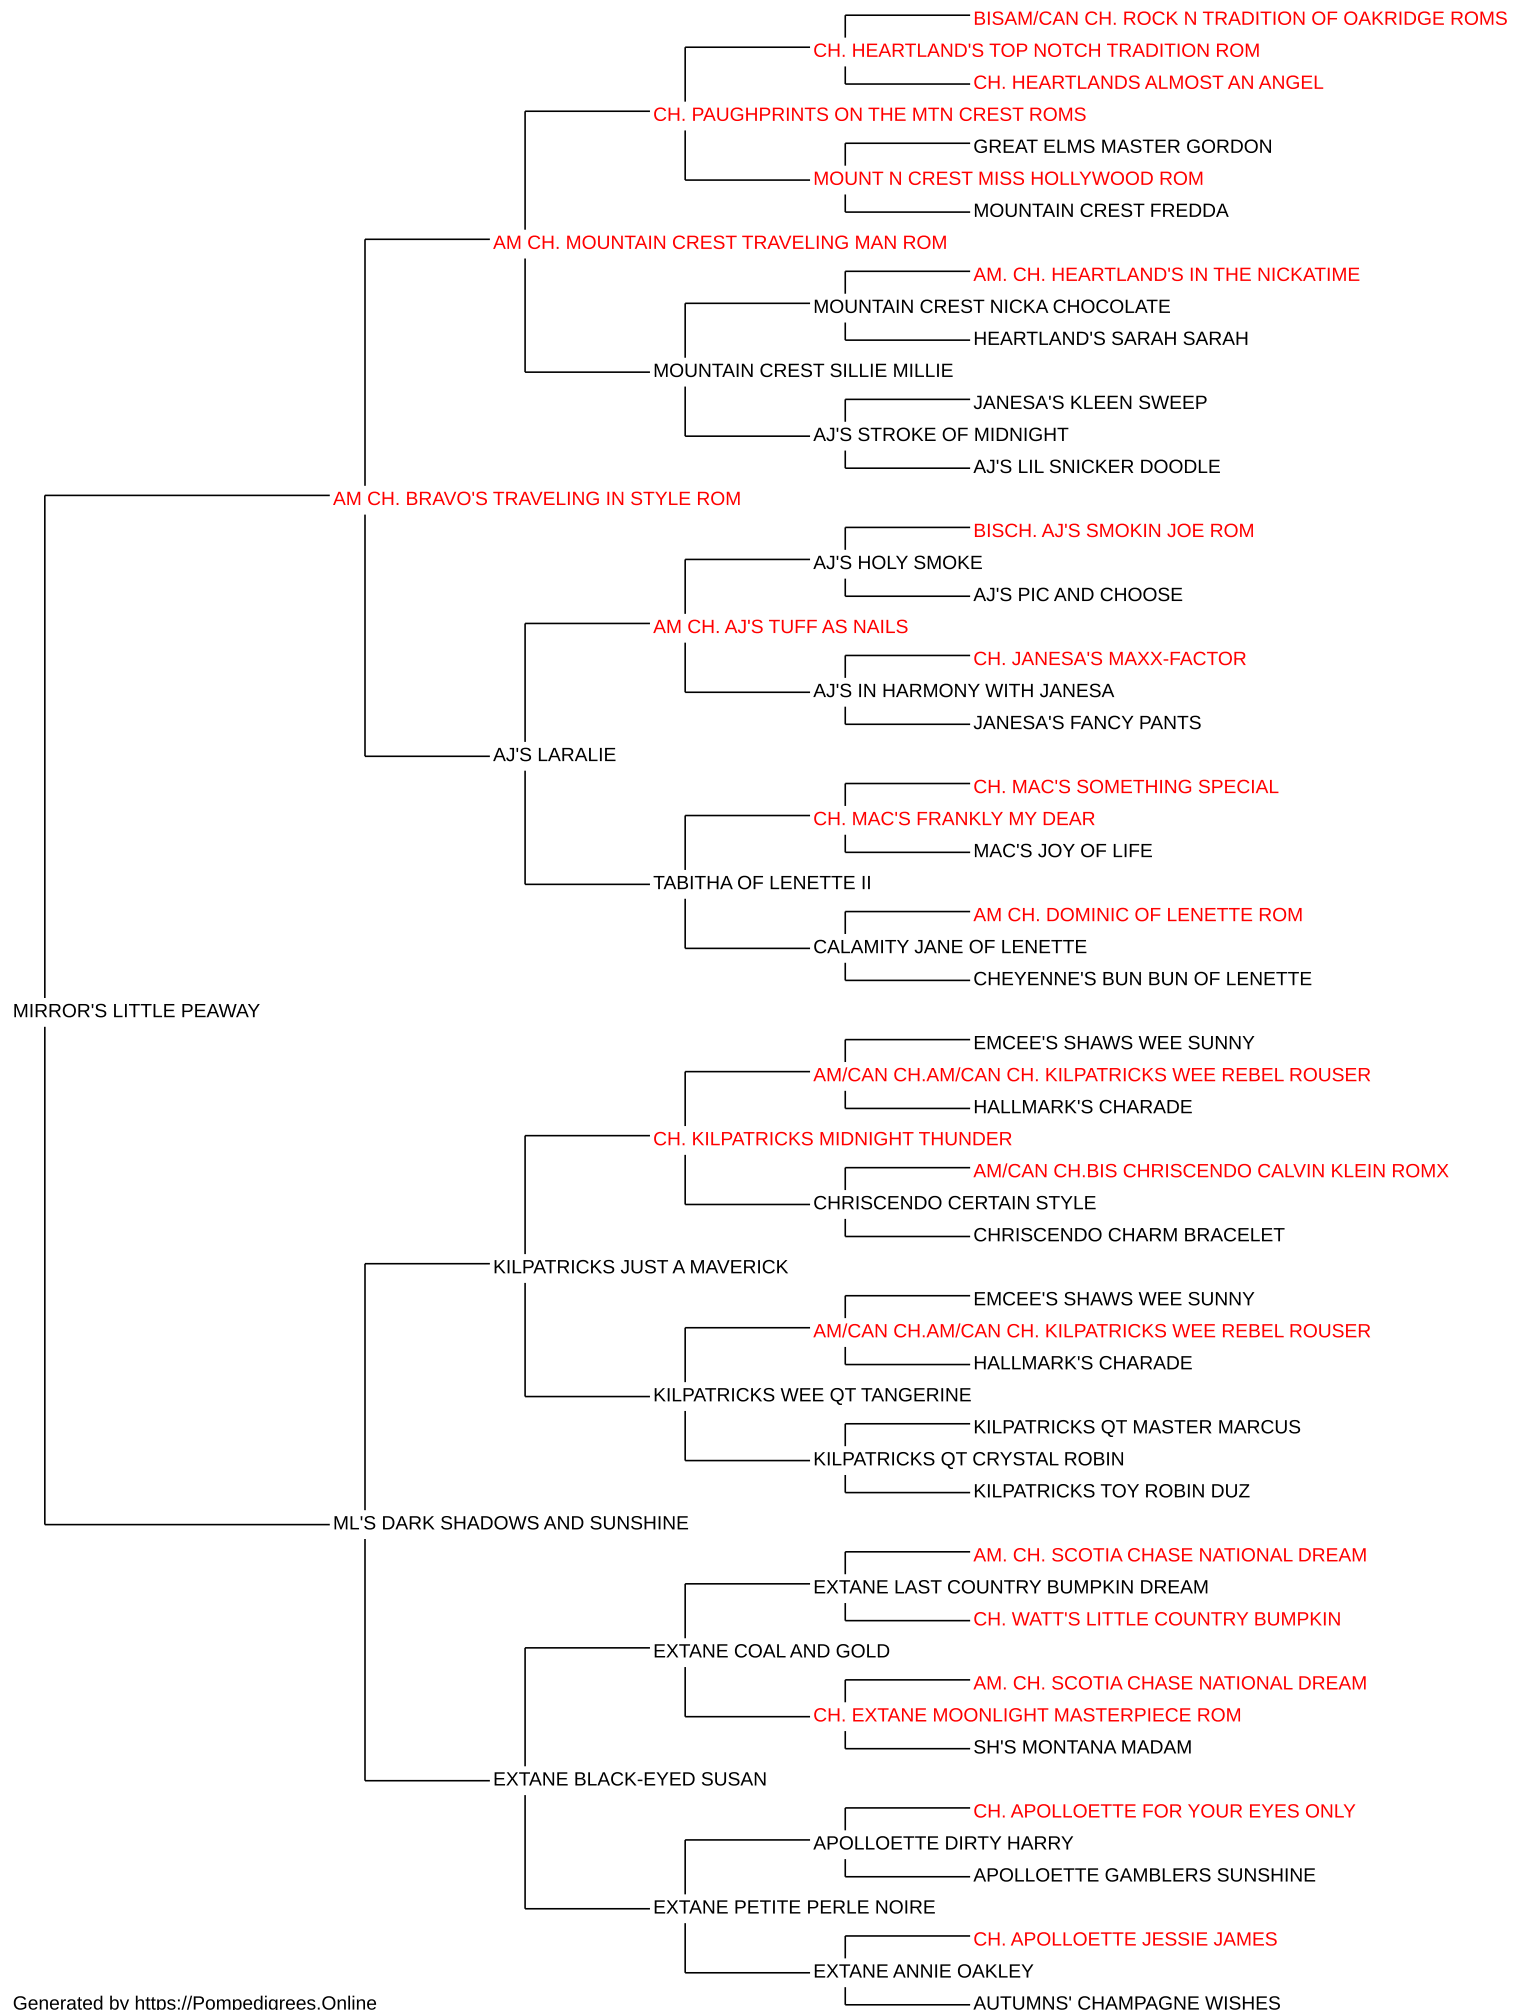 BISAM/CAN CH. ROCK N TRADITION OF OAKRIDGE ROMS
CH. HEARTLAND'S TOP NOTCH TRADITION ROM
CH. HEARTLANDS ALMOST AN ANGEL
CH. PAUGHPRINTS ON THE MTN CREST ROMS
GREAT ELMS MASTER GORDON
MOUNT N CREST MISS HOLLYWOOD ROM
MOUNTAIN CREST FREDDA
AM CH. MOUNTAIN CREST TRAVELING MAN ROM
AM. CH. HEARTLAND'S IN THE NICKATIME
MOUNTAIN CREST NICKA CHOCOLATE
HEARTLAND'S SARAH SARAH
MOUNTAIN CREST SILLIE MILLIE
JANESA'S KLEEN SWEEP
AJ'S STROKE OF MIDNIGHT
AJ'S LIL SNICKER DOODLE
AM CH. BRAVO'S TRAVELING IN STYLE ROM
BISCH. AJ'S SMOKIN JOE ROM
AJ'S HOLY SMOKE
AJ'S PIC AND CHOOSE
AM CH. AJ'S TUFF AS NAILS
CH. JANESA'S MAXX-FACTOR
AJ'S IN HARMONY WITH JANESA
JANESA'S FANCY PANTS
AJ'S LARALIE
CH. MAC'S SOMETHING SPECIAL
CH. MAC'S FRANKLY MY DEAR
MAC'S JOY OF LIFE
TABITHA OF LENETTE II
AM CH. DOMINIC OF LENETTE ROM
CALAMITY JANE OF LENETTE
CHEYENNE'S BUN BUN OF LENETTE
MIRROR'S LITTLE PEAWAY
EMCEE'S SHAWS WEE SUNNY
AM/CAN CH.AM/CAN CH. KILPATRICKS WEE REBEL ROUSER
HALLMARK'S CHARADE
CH. KILPATRICKS MIDNIGHT THUNDER
AM/CAN CH.BIS CHRISCENDO CALVIN KLEIN ROMX
CHRISCENDO CERTAIN STYLE
CHRISCENDO CHARM BRACELET
KILPATRICKS JUST A MAVERICK
EMCEE'S SHAWS WEE SUNNY
AM/CAN CH.AM/CAN CH. KILPATRICKS WEE REBEL ROUSER
HALLMARK'S CHARADE
KILPATRICKS WEE QT TANGERINE
KILPATRICKS QT MASTER MARCUS
KILPATRICKS QT CRYSTAL ROBIN
KILPATRICKS TOY ROBIN DUZ
ML'S DARK SHADOWS AND SUNSHINE
AM. CH. SCOTIA CHASE NATIONAL DREAM
EXTANE LAST COUNTRY BUMPKIN DREAM
CH. WATT'S LITTLE COUNTRY BUMPKIN
EXTANE COAL AND GOLD
AM. CH. SCOTIA CHASE NATIONAL DREAM
CH. EXTANE MOONLIGHT MASTERPIECE ROM
SH'S MONTANA MADAM
EXTANE BLACK-EYED SUSAN
CH. APOLLOETTE FOR YOUR EYES ONLY
APOLLOETTE DIRTY HARRY
APOLLOETTE GAMBLERS SUNSHINE
EXTANE PETITE PERLE NOIRE
CH. APOLLOETTE JESSIE JAMES
EXTANE ANNIE OAKLEY
AUTUMNS' CHAMPAGNE WISHES
Generated by https://Pompedigrees.Online